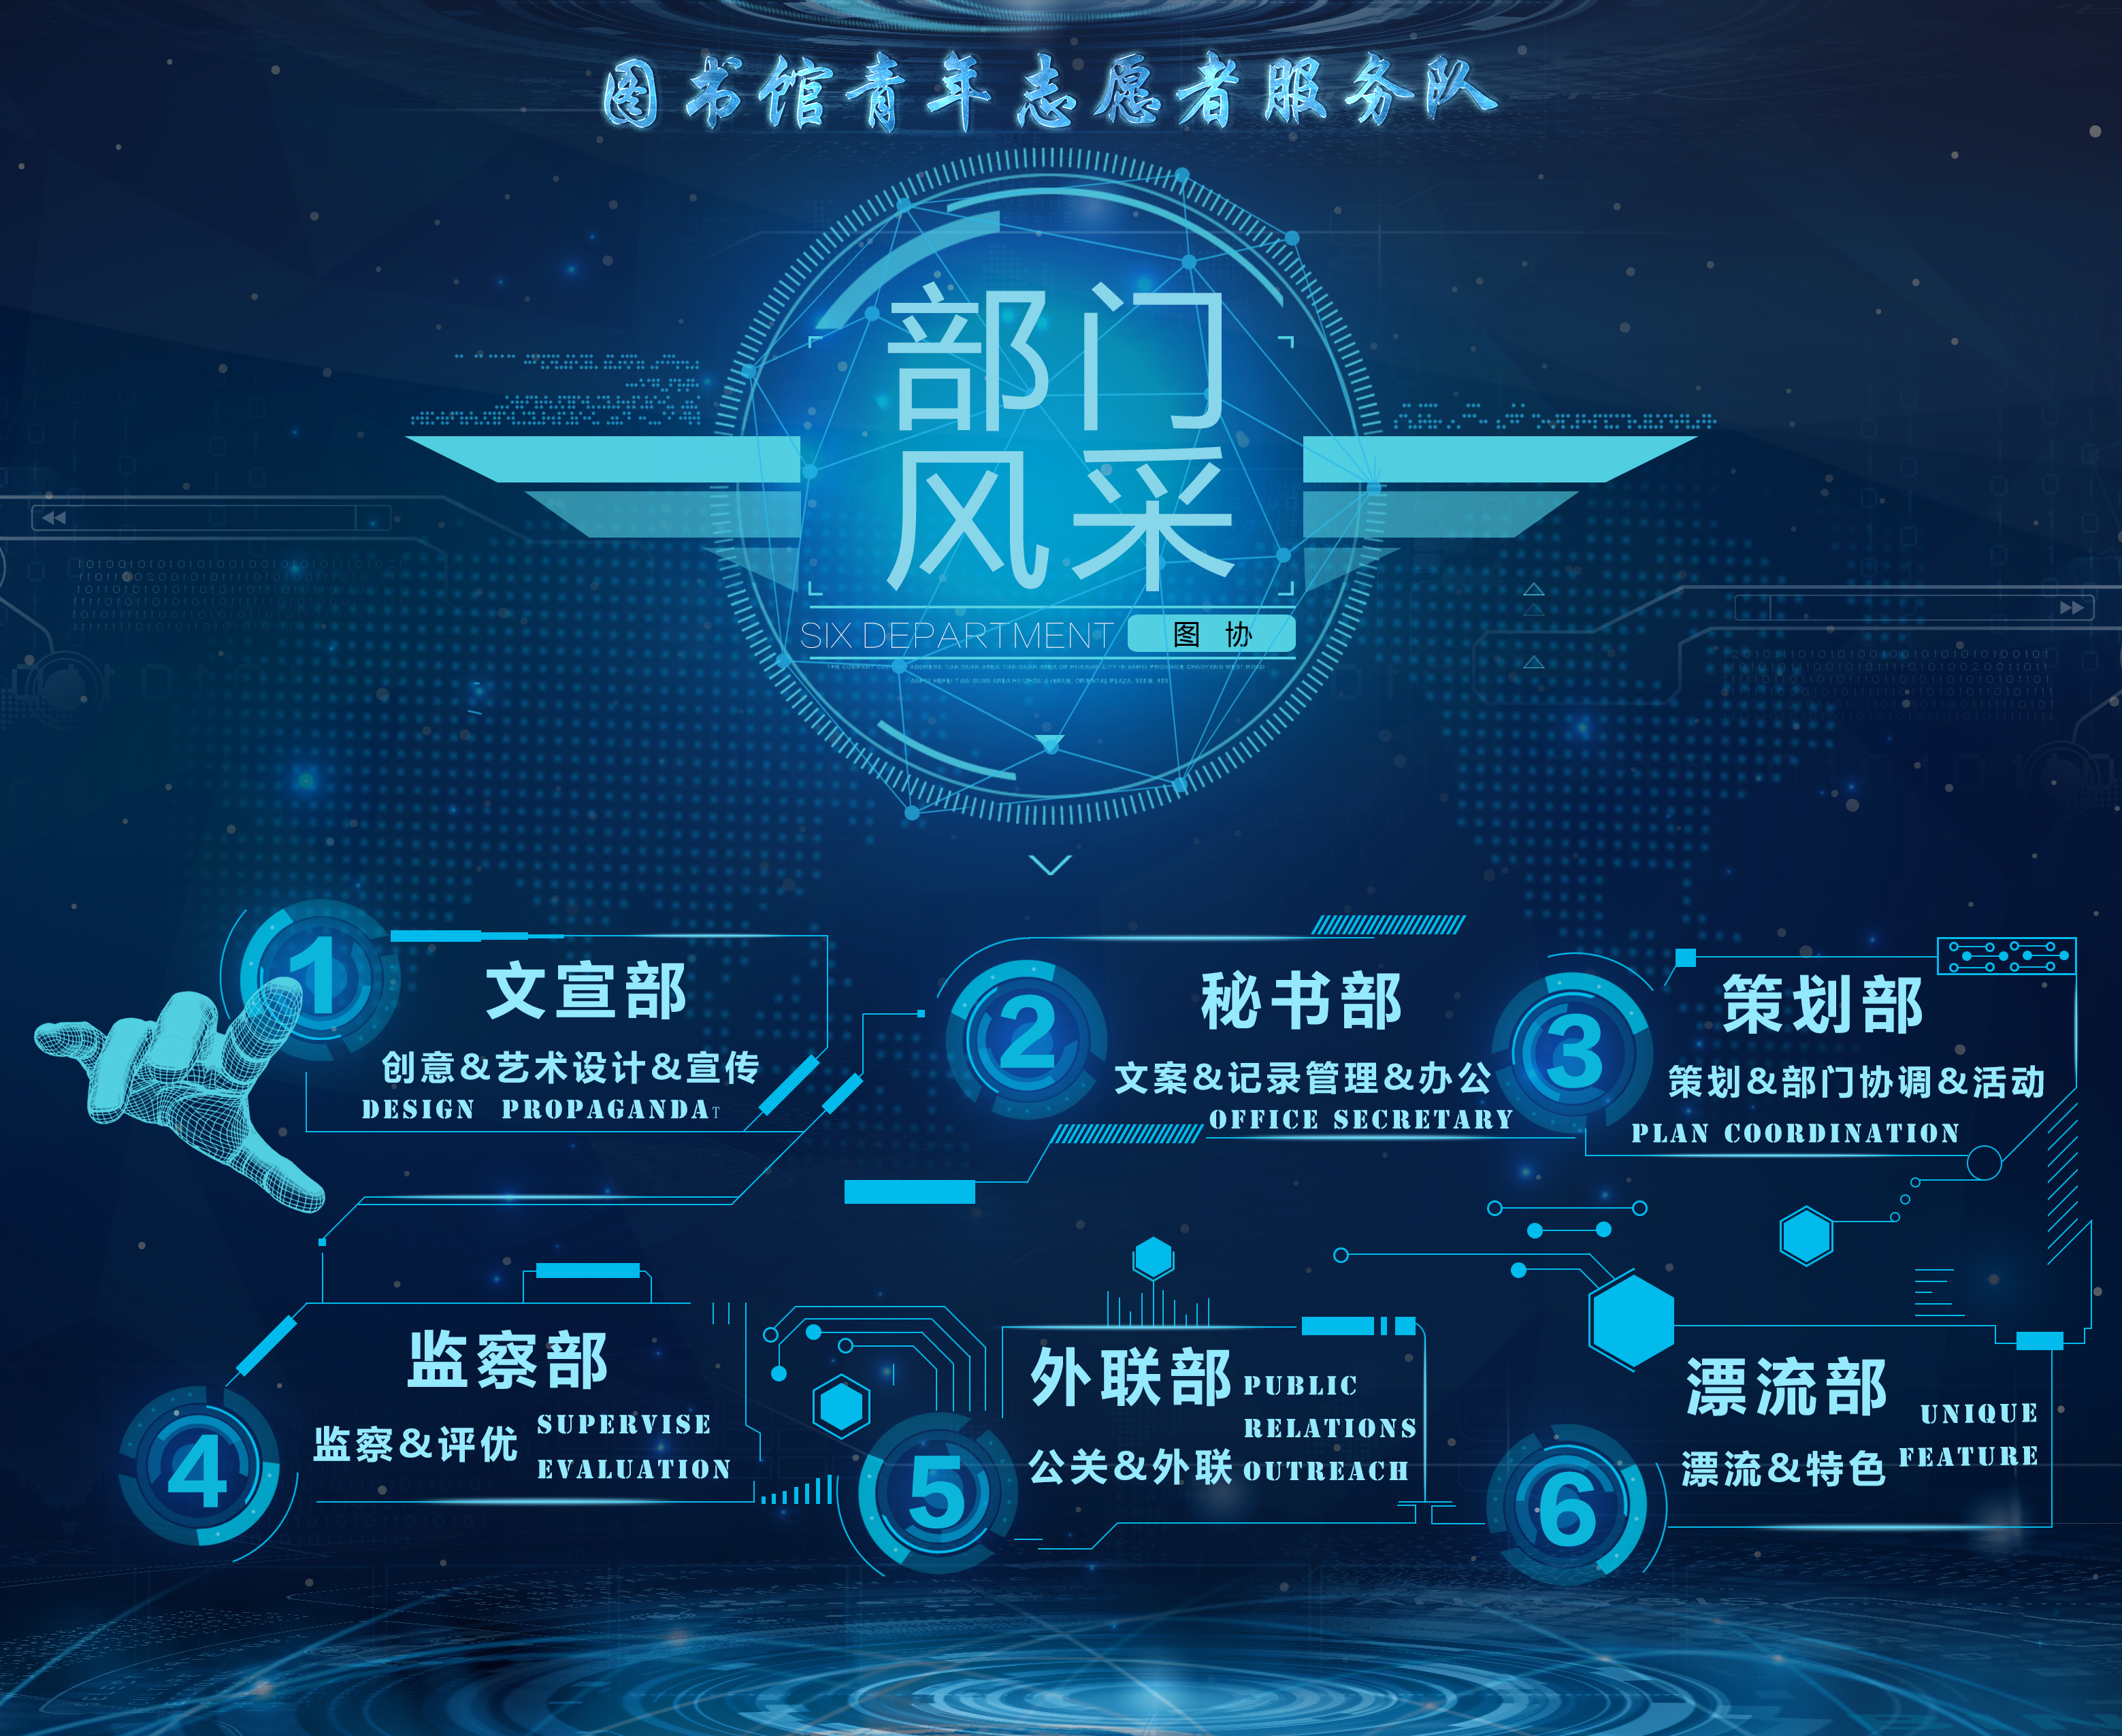 图书馆青年志愿者服务队
部门
风采
SIX DEPARTMENT 图 协
1
文宣部
创意&艺术设计&宣传
DESIGN PROPAGANDAT
2
秘书部
文案&记录管理&办公
OFFICE SECRETARY
3
策划部
策划&部门协调&活动
PLAN COORDINATION
4
监察部
监察&评优
SUPERVISE
EVALUATION
5
外联部
公关&外联
PUBLIC
RELATIONS
OUTREACH
6
漂流部
漂流&特色
UNIQUE
FEATURE